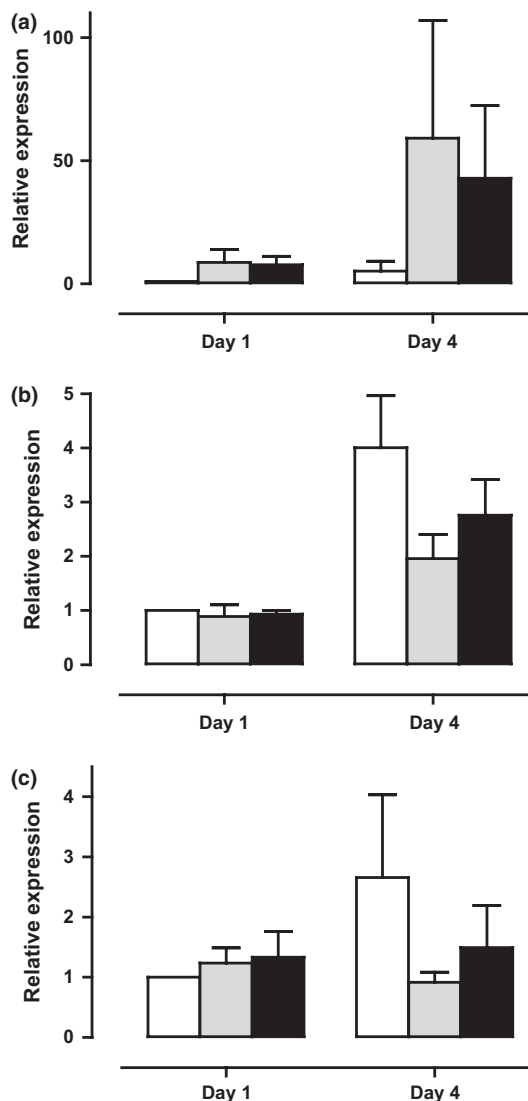 (a)
Relative expression
100
50
0
Day 1
Day 4
(b)
Relative expression
5
4
3
2
1
0
Day 1
Day 4
(c)
Relative expression
4
3
2
1
0
Day 1
Day 4